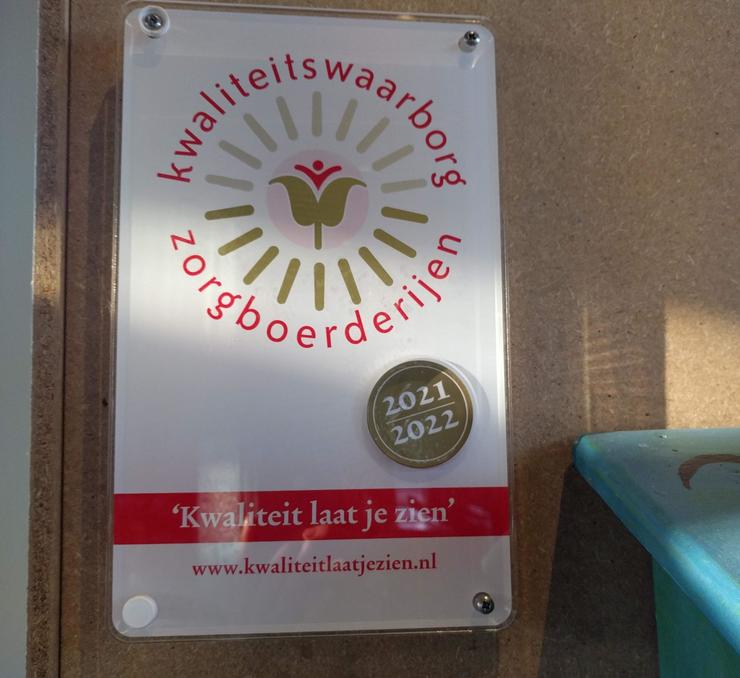 kwaliteitswaarborg
zorgboerderijen
2021
2022
‘Kwaliteit laat je zien’
www.kwaliteitlaatjezien.nl